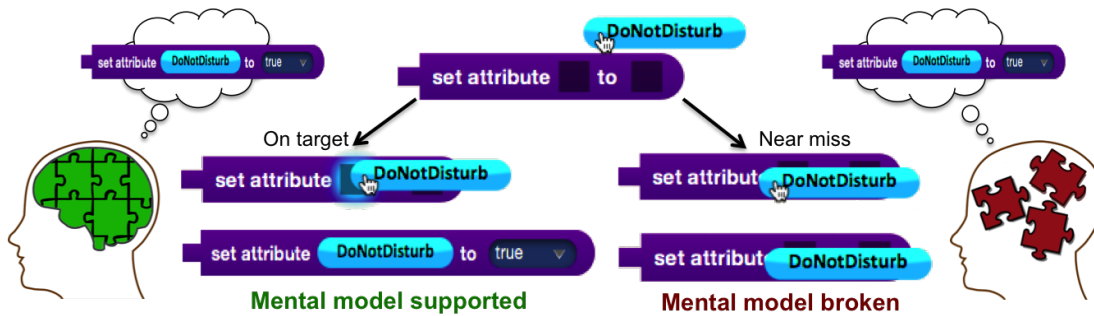 DoNotDisturb
set attribute DoNotDisturb to true
set attribute to
set attribute DoNotDisturb to true
On target
Near miss
set attribute DoNotDisturb
set attribut DoNotDisturb
set attribute DoNotDisturb to true
set attribut DoNotDisturb
Mental model supported
Mental model broken